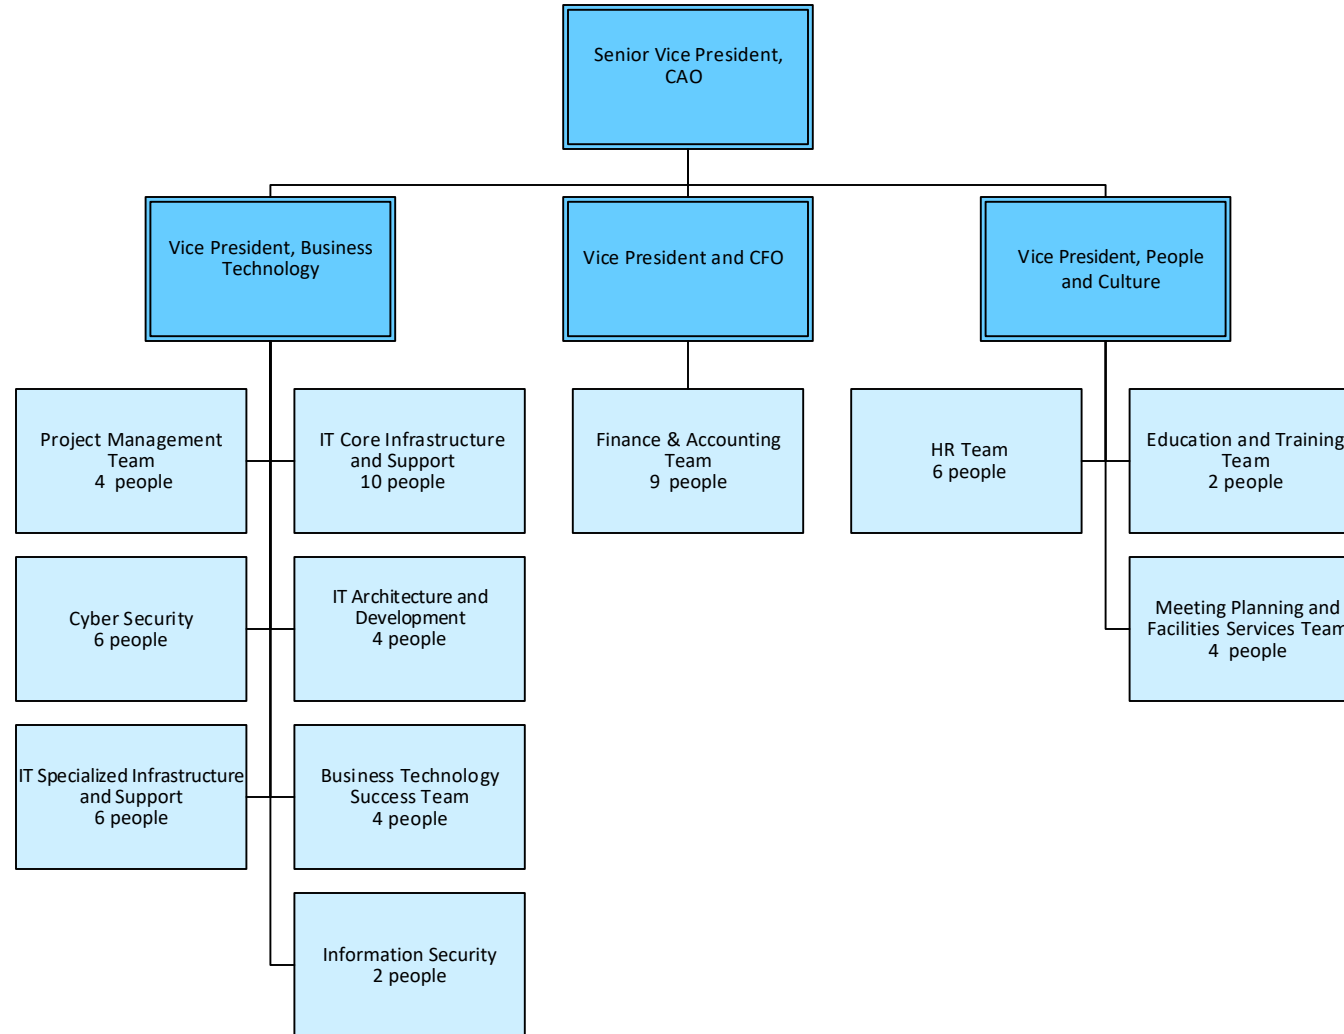 Senior Vice President,
CAO
Vice President, Business
Technology
Vice President and CFO
Vice President, People
and Culture
Project Management
Team
4 people
IT Core Infrastructure
and Support
10 people
Finance & Accounting
Team
9 people
HR Team
6 people
Education and Training
Team
2 people
Cyber Security
6 people
IT Architecture and
Development
4 people
Meeting Planning and
Facilities Services Team
4 people
IT Specialized Infrastructure
and Support
6 people
Business Technology
Success Team
4 people
Information Security
2 people